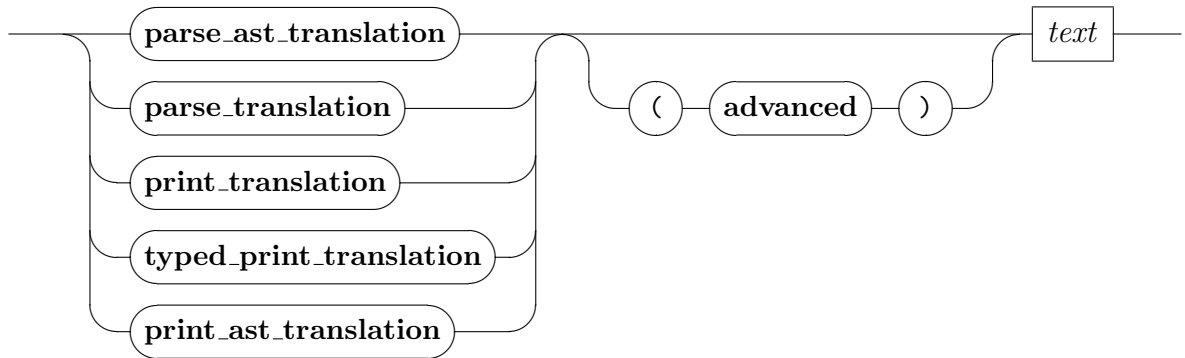 parse_ast_translation text
parse_translation ( advanced )
print_translation
typed_print_translation
print_ast_translation